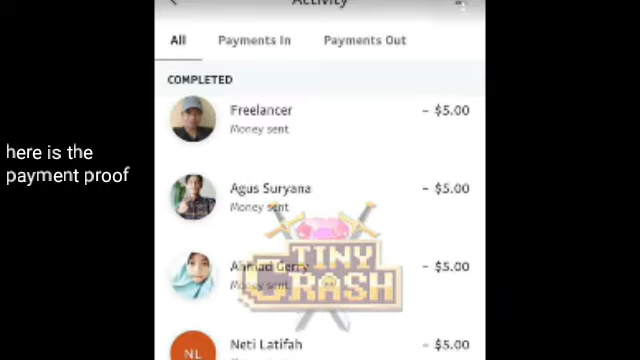 Activity
All Payments In Payments Out
COMPLETED
Freelancer - $5.00
Money sent
here is the
payment proof
Agus Suryana - $5.00
Money sent
TINY
Ahmad Gerry - $5.00
CRASH
Money sent
Neti Latifah - $5.00
NL